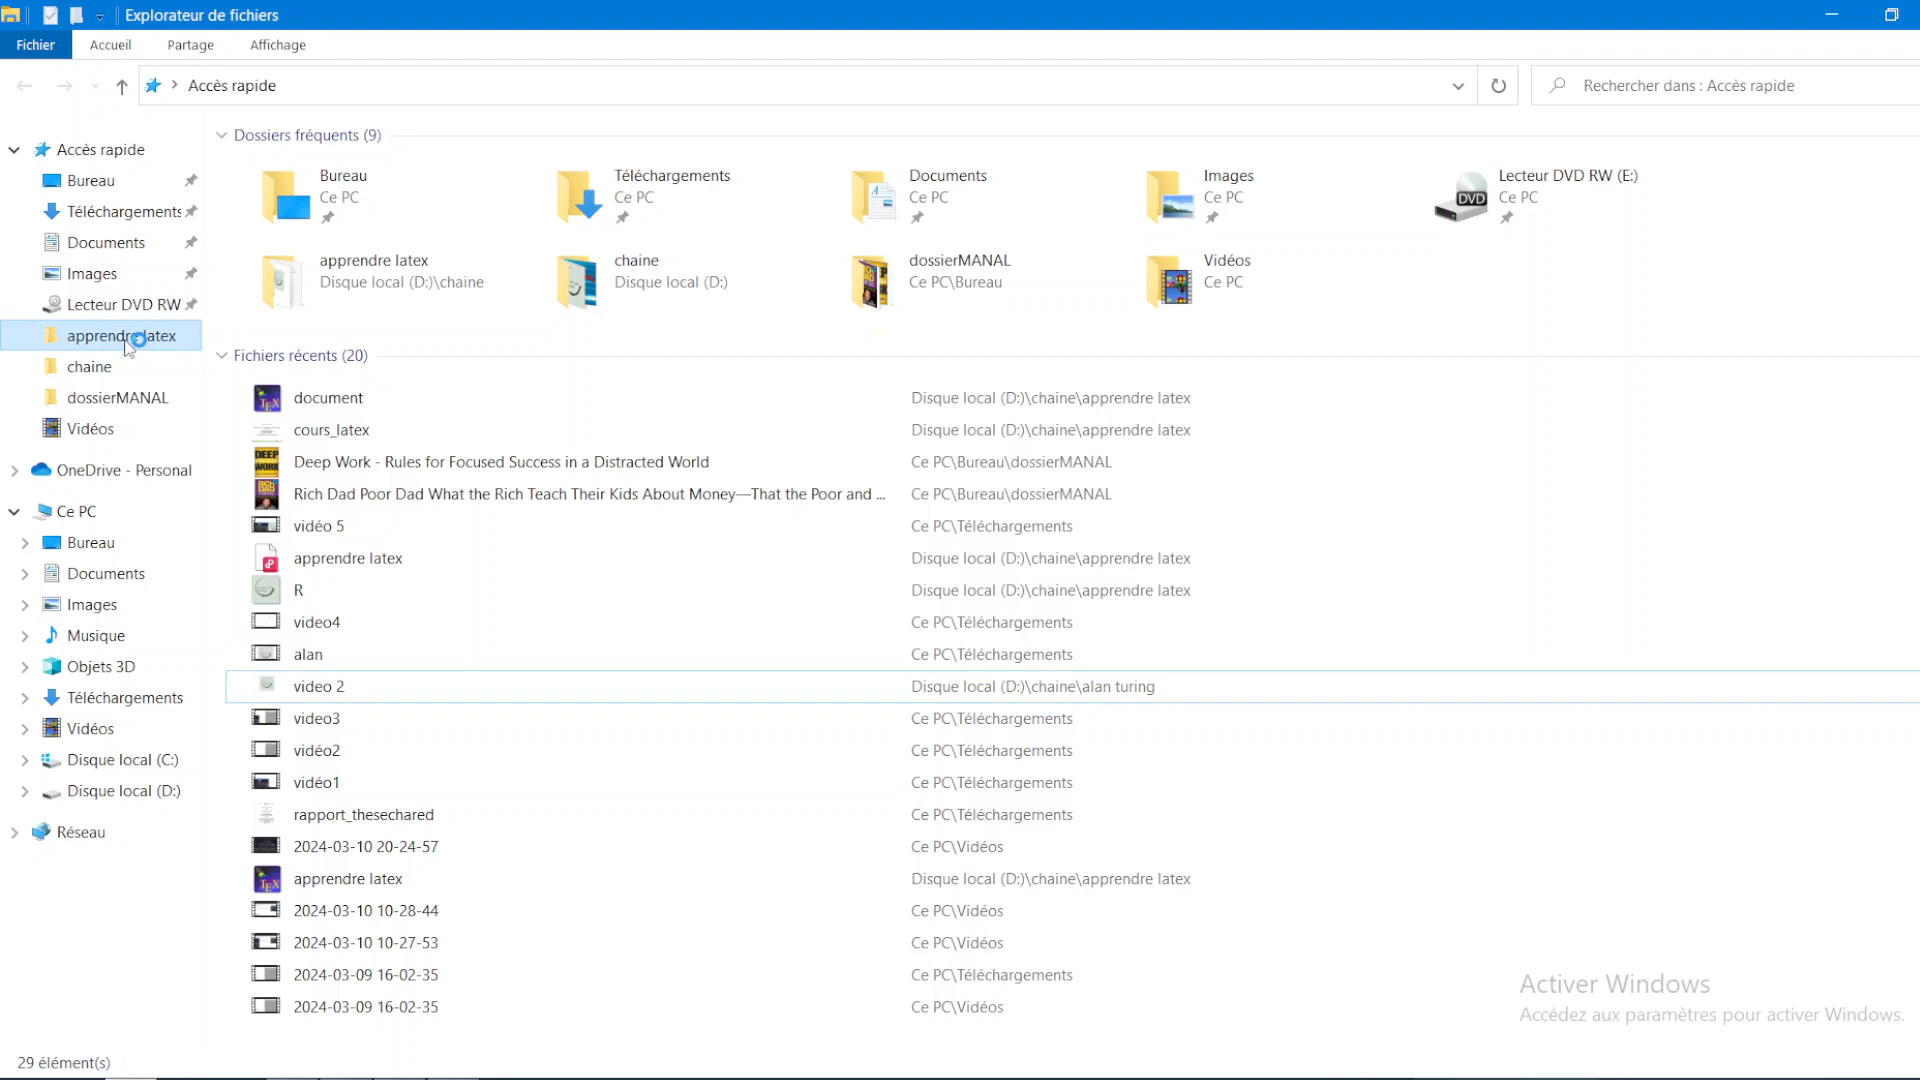 Explorateur de fichiers
Fichier Accueil Partage Affichage
Accès rapide
Rechercher dans : Accès rapide
Accès rapide
Bureau
Téléchargements
Documents
Images
Lecteur DVD RW
apprendre latex
chaine
dossierMANAL
Vidéos
OneDrive - Personal
Ce PC
Bureau
Documents
Images
Musique
Objets 3D
Téléchargements
Vidéos
Disque local (C:)
Disque local (D:)
Réseau
Dossiers fréquents (9)
Bureau
Ce PC
Téléchargements
Ce PC
Documents
Ce PC
Images
Ce PC
DVD
Lecteur DVD RW (E:)
Ce PC
apprendre latex
Disque local (D:)\chaine
chaine
Disque local (D:)
dossierMANAL
Ce PC\Bureau
Vidéos
Ce PC
Fichiers récents (20)
document Disque local (D:)\chaine\apprendre latex
cours_latex Disque local (D:)\chaine\apprendre latex
Deep Work - Rules for Focused Success in a Distracted World Ce PC\Bureau\dossierMANAL
Rich Dad Poor Dad What the Rich Teach Their Kids About Money—That the Poor and ... Ce PC\Bureau\dossierMANAL
vidéo 5 Ce PC\Téléchargements
apprendre latex Disque local (D:)\chaine\apprendre latex
R Disque local (D:)\chaine\apprendre latex
video4 Ce PC\Téléchargements
alan Ce PC\Téléchargements
video 2 Disque local (D:)\chaine\alan turing
video3 Ce PC\Téléchargements
vidéo2 Ce PC\Téléchargements
vidéo1 Ce PC\Téléchargements
rapport_thesechared Ce PC\Téléchargements
2024-03-10 20-24-57 Ce PC\Vidéos
apprendre latex Disque local (D:)\chaine\apprendre latex
2024-03-10 10-28-44 Ce PC\Vidéos
2024-03-10 10-27-53 Ce PC\Vidéos
2024-03-09 16-02-35 Ce PC\Téléchargements
2024-03-09 16-02-35 Ce PC\Vidéos
Activer Windows
Accédez aux paramètres pour activer Windows.
29 élément(s)